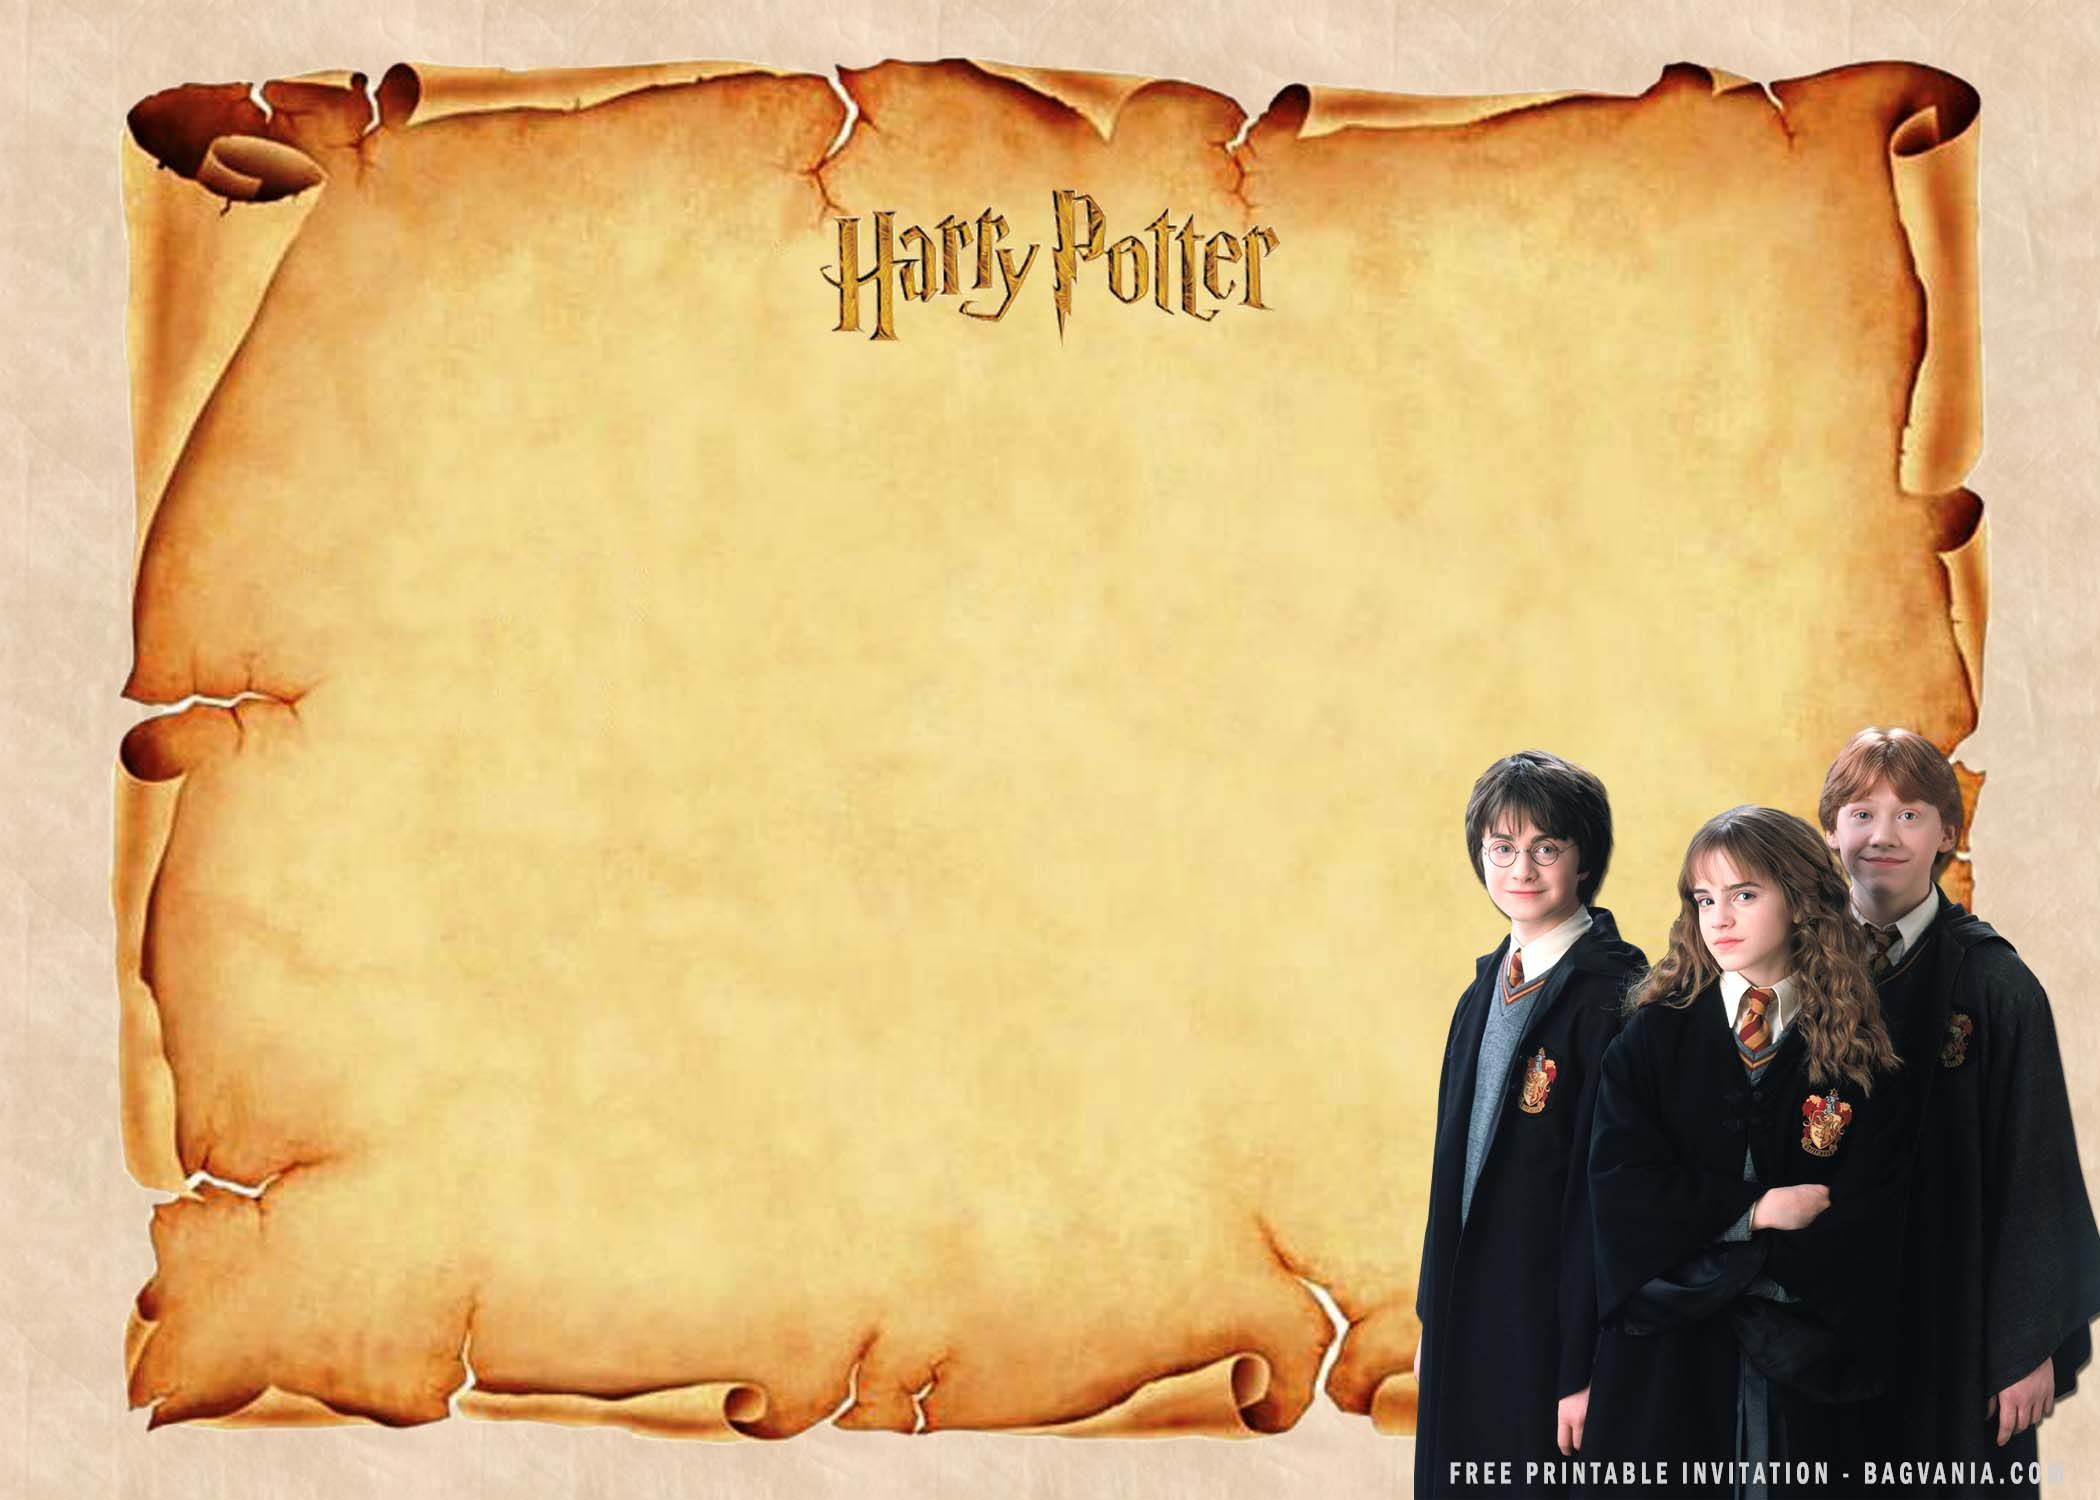 Harry Potter
FREE PRINTABLE INVITATION - BAGVANIA.COM